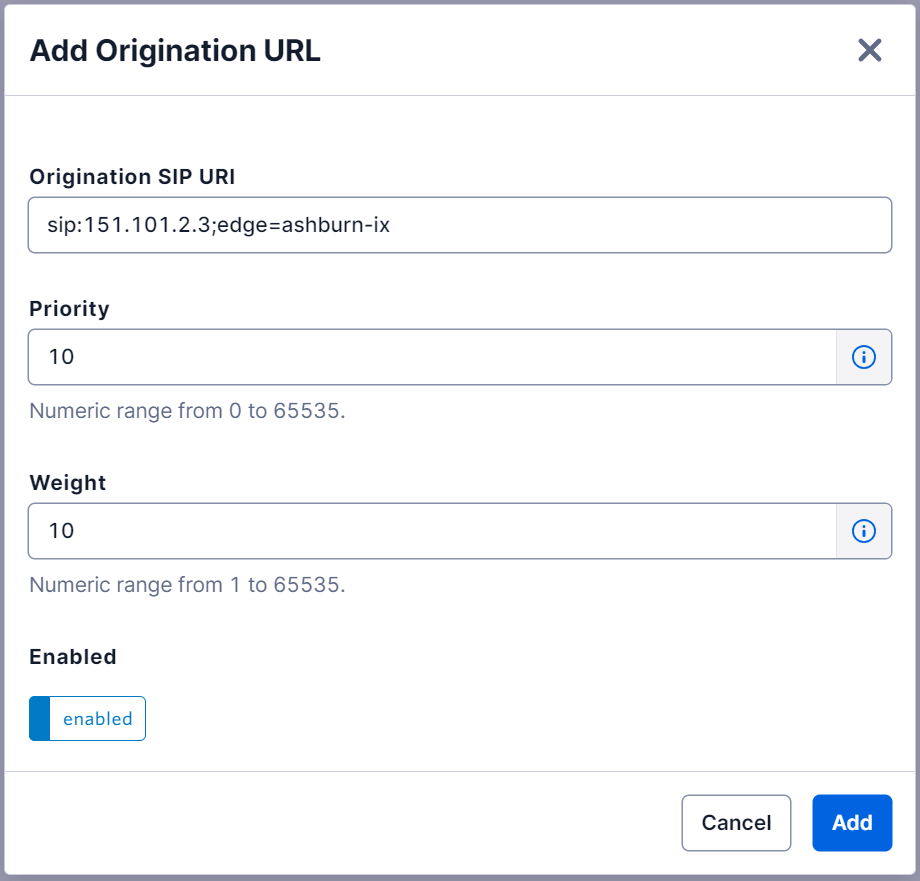 Add Origination URL
Origination SIP URI
sip:151.101.2.3;edge=ashburn-ix
Priority
10
Numeric range from 0 to 65535.
Weight
10
Numeric range from 1 to 65535.
Enabled
enabled
Cancel
Add